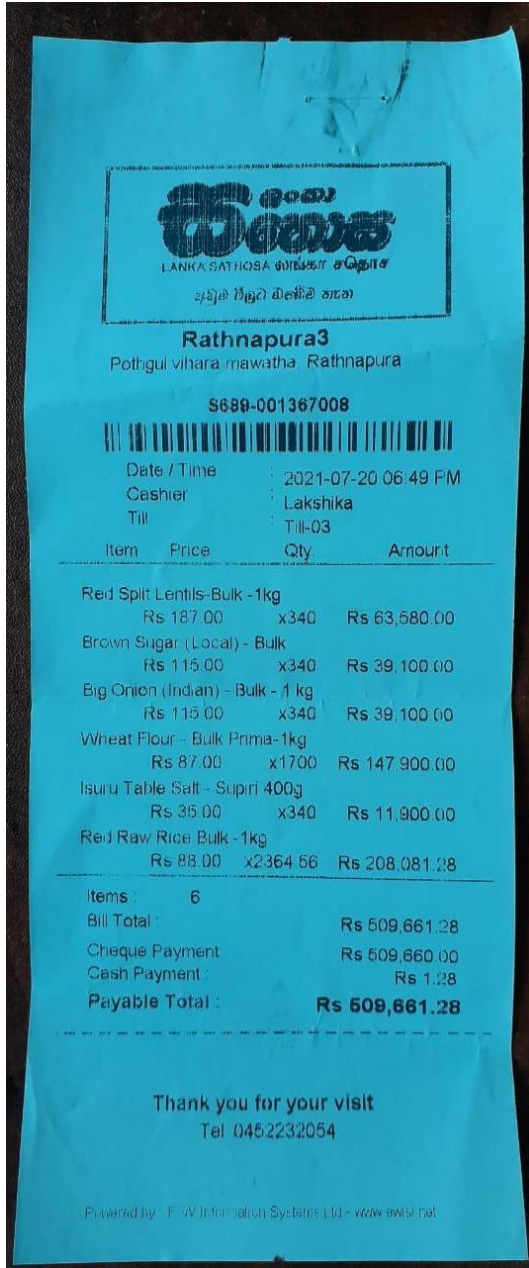 ලංකා
සතොස
LANKA SATHOSA லங்கா சதொச
Rathnapura3
Pothgul vihara mawatha, Rathnapura
S689-001367008
Date / Time : 2021-07-20 06:49 PM
Cashier : Lakshika
Till : Till-03
Item Price Qty. Amount
Red Split Lentils-Bulk -1kg
Rs 187.00 x340 Rs 63,580.00
Brown Sugar (Local) - Bulk
Rs 115.00 x340 Rs 39,100.00
Big Onion (Indian) - Bulk - 1 kg
Rs 115.00 x340 Rs 39,100.00
Wheat Flour - Bulk Prima-1kg
Rs 87.00 x1700 Rs 147,900.00
Isuru Table Salt - Supiri 400g
Rs 35.00 x340 Rs 11,900.00
Red Raw Rice Bulk -1kg
Rs 88.00 x2364.56 Rs 208,081.28
Items : 6
Bill Total : Rs 509,661.28
Cheque Payment Rs 509,660.00
Cash Payment : Rs 1.28
Payable Total : Rs 509,661.28
Thank you for your visit
Tel 0452232054
Powered by Information Systems Ltd.- www